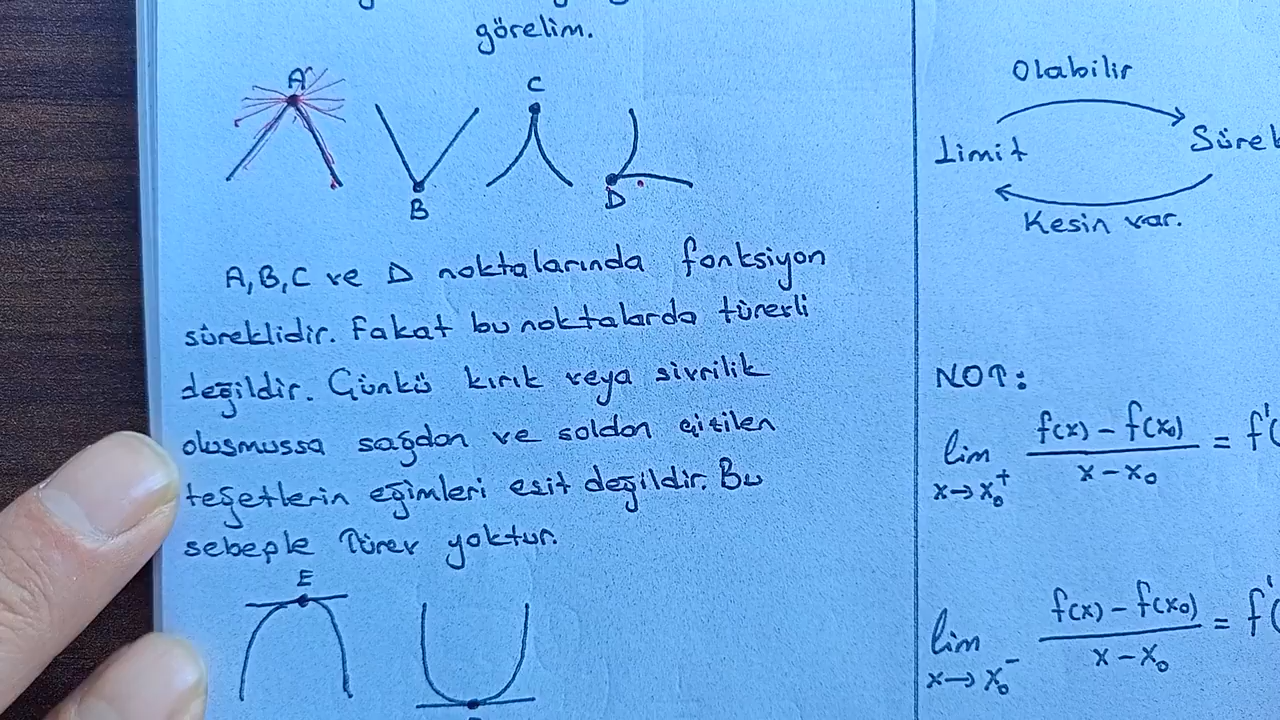 görelim.
A
B
C
D
A, B, C ve D noktalarında fonksiyon
süreklidir. Fakat bu noktalarda türevli
değildir. Çünkü kırık veya sivrilik
oluşmuşsa sağdan ve soldan çizilen
teğetlerin eğimleri eşit değildir. Bu
sebeple Türev yoktur.
E
Olabilir
Limit
Sürek
Kesin var.
NOT:
lim x→x₀⁺ f(x) - f(x₀) / x - x₀ = f'(
lim x→x₀⁻ f(x) - f(x₀) / x - x₀ = f'(